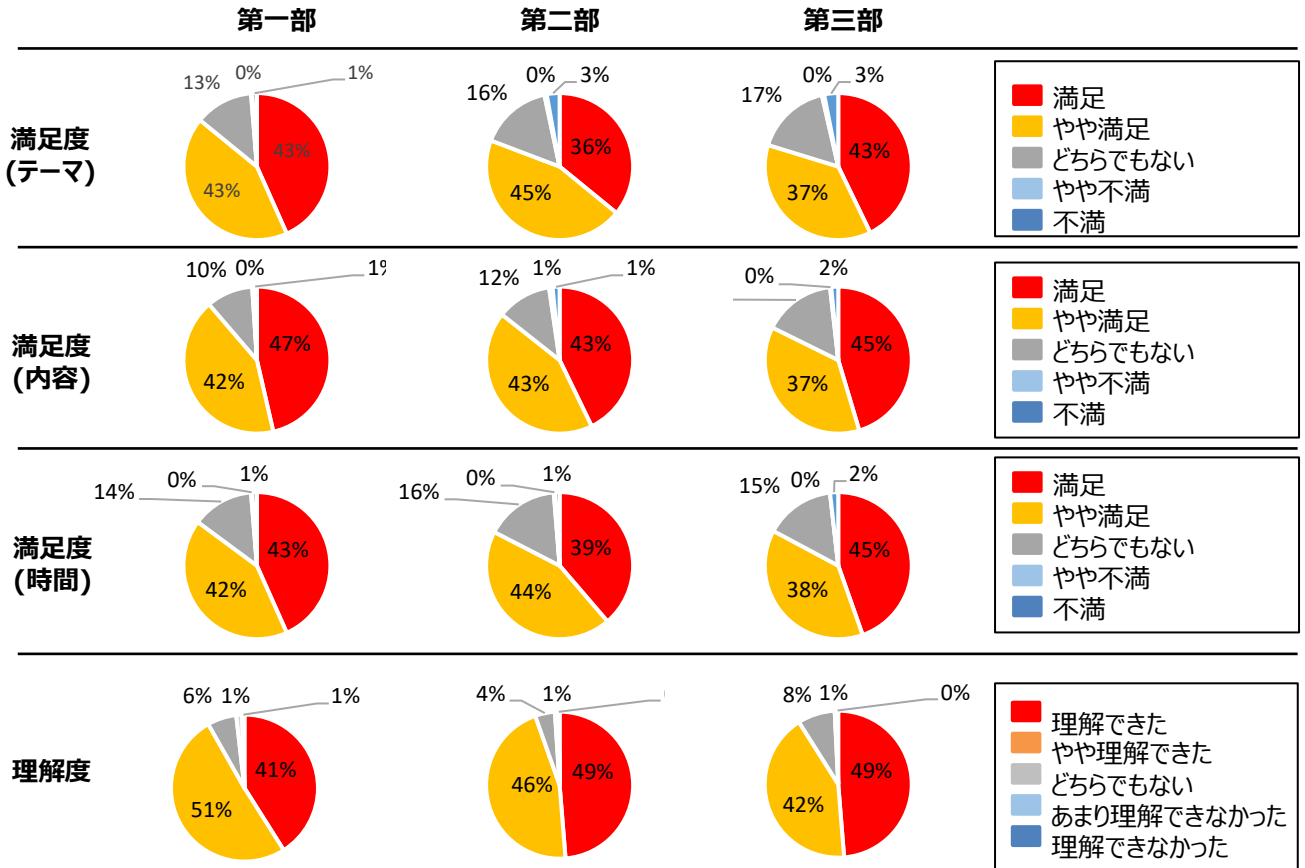 第一部 第二部 第三部
満足度
(テーマ)
13% 0% 1%
43%
43%
16% 0% 3%
36%
45%
17% 0% 3%
43%
37%
満足
やや満足
どちらでもない
やや不満
不満
満足度
(内容)
10% 0% 1%
47%
42%
12% 1% 1%
43%
43%
0% 2%
45%
37%
満足
やや満足
どちらでもない
やや不満
不満
満足度
(時間)
14% 0% 1%
43%
42%
16% 0% 1%
39%
44%
15% 0% 2%
45%
38%
満足
やや満足
どちらでもない
やや不満
不満
理解度
6% 1% 1%
41%
51%
4% 1%
49%
46%
8% 1% 0%
49%
42%
理解できた
やや理解できた
どちらでもない
あまり理解できなかった
理解できなかった